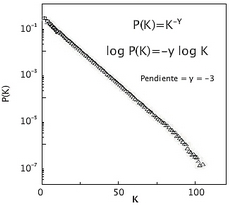 P(K)=K^-Y
log P(K)=-y log K
Pendiente = y = -3
10^-1
10^-3
10^-5
10^-7
P(K)
0 50 100
K